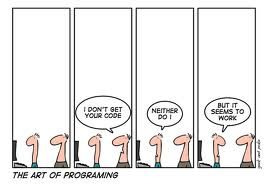 I DON'T GET
YOUR CODE
NEITHER
DO I
BUT IT
SEEMS TO
WORK
THE ART OF PROGRAMING